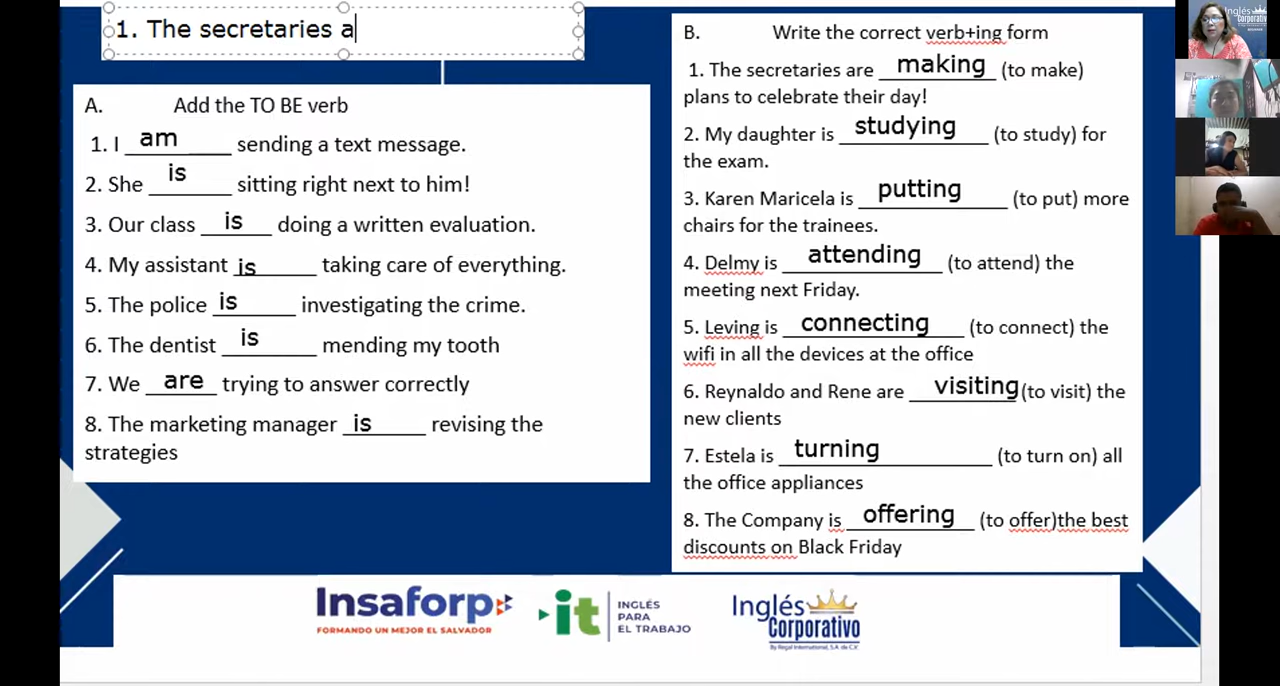 1. The secretaries a
A. Add the TO BE verb
1. I am sending a text message.
2. She is sitting right next to him!
3. Our class is doing a written evaluation.
4. My assistant is taking care of everything.
5. The police is investigating the crime.
6. The dentist is mending my tooth
7. We are trying to answer correctly
8. The marketing manager is revising the
strategies
B. Write the correct verb+ing form
1. The secretaries are making (to make)
plans to celebrate their day!
2. My daughter is studying (to study) for
the exam.
3. Karen Maricela is putting (to put) more
chairs for the trainees.
4. Delmy is attending (to attend) the
meeting next Friday.
5. Leving is connecting (to connect) the
wifi in all the devices at the office
6. Reynaldo and Rene are visiting (to visit) the
new clients
7. Estela is turning (to turn on) all
the office appliances
8. The Company is offering (to offer)the best
discounts on Black Friday
Insaforp
FORMANDO UN MEJOR EL SALVADOR
it
INGLÉS
PARA
EL TRABAJO
Inglés
Corporativo
By Regal International, S.A. de C.V.
Inglés
Corporativo